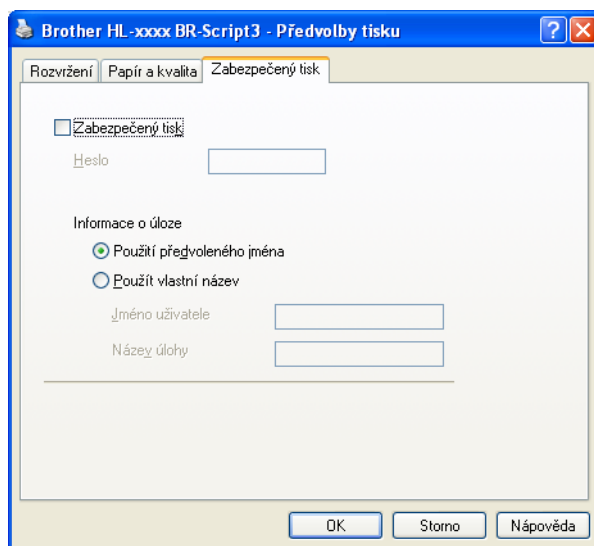 Brother HL-xxxx BR-Script3 - Předvolby tisku
Rozvržení Papír a kvalita Zabezpečený tisk
Zabezpečený tisk
Heslo
Informace o úloze
Použití předvoleného jména
Použít vlastní název
Jméno uživatele
Název úlohy
OK Storno Nápověda